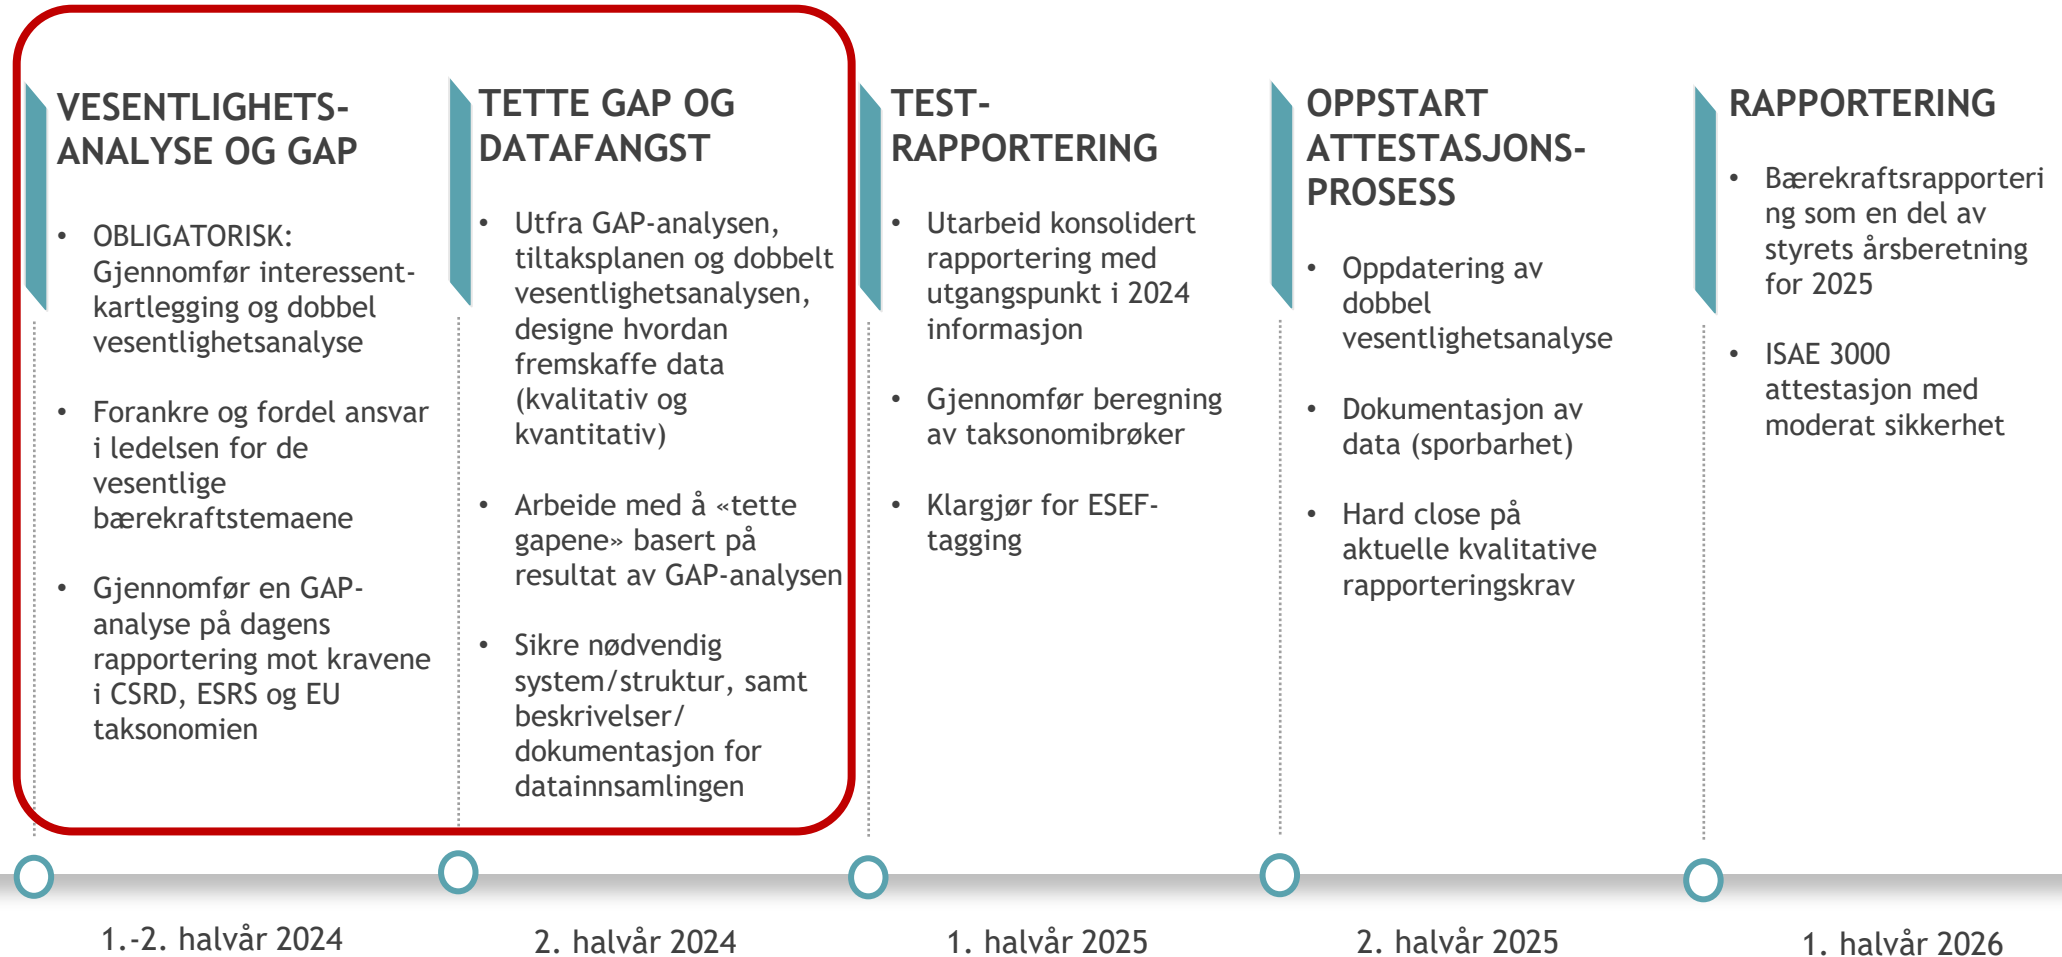 VESENTLIGHETS-
ANALYSE OG GAP
• OBLIGATORISK:
Gjennomfør interessent-
kartlegging og dobbel
vesentlighetsanalyse
• Forankre og fordel ansvar
i ledelsen for de
vesentlige
bærekraftstemaene
• Gjennomfør en GAP-
analyse på dagens
rapportering mot kravene
i CSRD, ESRS og EU
taksonomien
1.-2. halvår 2024
TETTE GAP OG
DATAFANGST
• Utfra GAP-analysen,
tiltaksplanen og dobbelt
vesentlighetsanalysen,
designe hvordan
fremskaffe data
(kvalitativ og
kvantitativ)
• Arbeide med å «tette
gapene» basert på
resultat av GAP-analysen
• Sikre nødvendig
system/struktur, samt
beskrivelser/
dokumentasjon for
datainnsamlingen
2. halvår 2024
TEST-
RAPPORTERING
• Utarbeid konsolidert
rapportering med
utgangspunkt i 2024
informasjon
• Gjennomfør beregning
av taksonomibrøker
• Klargjør for ESEF-
tagging
1. halvår 2025
OPPSTART
ATTESTASJONS-
PROSESS
• Oppdatering av
dobbel
vesentlighetsanalyse
• Dokumentasjon av
data (sporbarhet)
• Hard close på
aktuelle kvalitative
rapporteringskrav
2. halvår 2025
RAPPORTERING
• Bærekraftsrapporteri
ng som en del av
styrets årsberetning
for 2025
• ISAE 3000
attestasjon med
moderat sikkerhet
1. halvår 2026